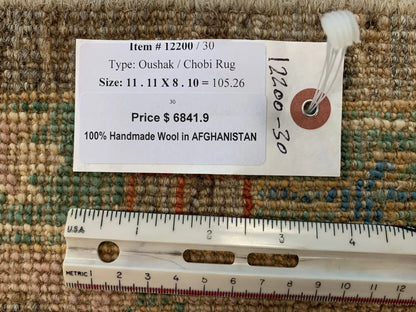 Item # 12200 / 30
Type: Oushak / Chobi Rug
Size: 11 . 11 X 8 . 10 = 105.26
30
Price $ 6841.9
100% Handmade Wool in AFGHANISTAN
12200-30
U.S.A. 1 2 3 4
METRIC 1 2 3 4 5 6 7 8 9 10 11 12